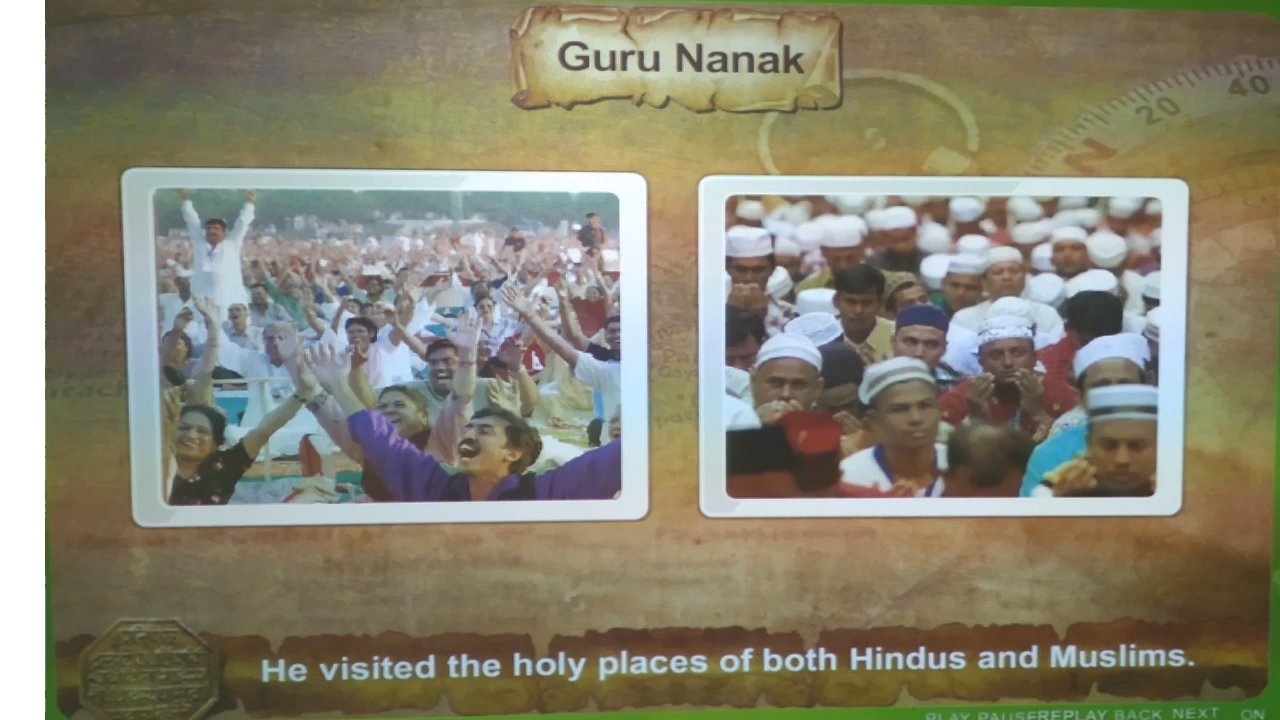 Guru Nanak
20 40
N
He visited the holy places of both Hindus and Muslims.
PLAY PAUSE REPLAY BACK NEXT ON